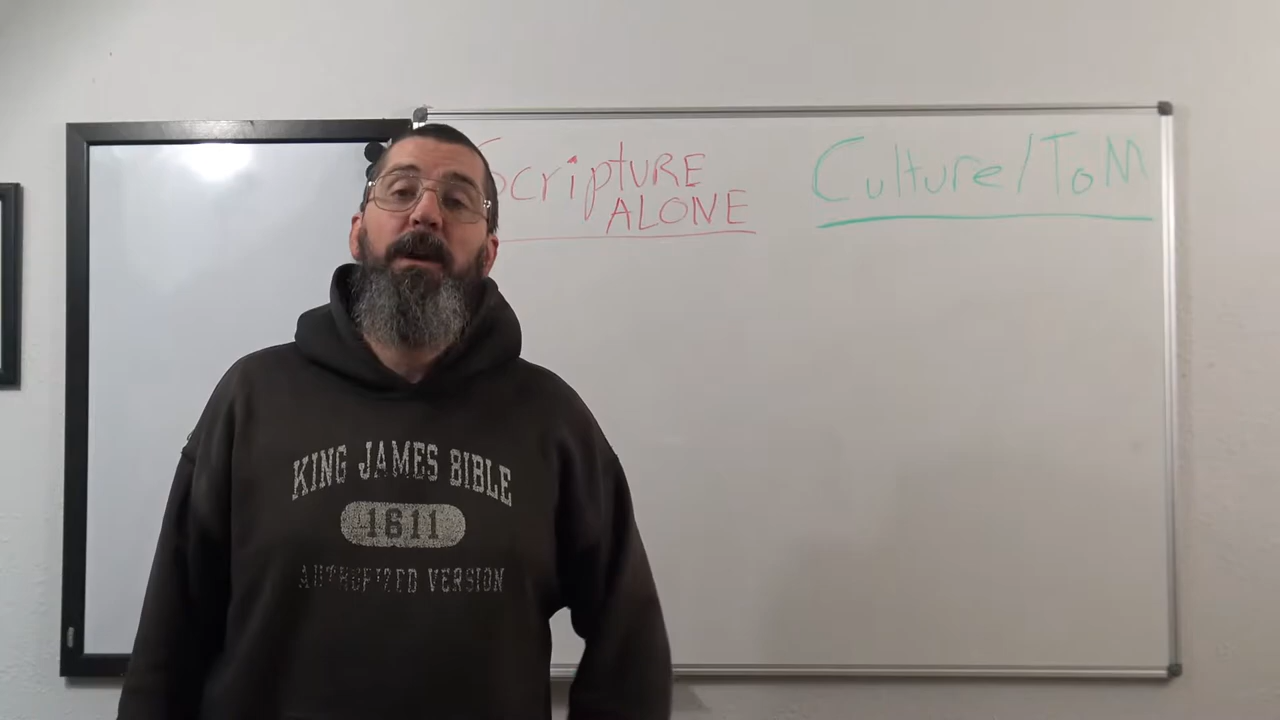 Scripture
ALONE
Culture/ToM
KING JAMES BIBLE
1611
AUTHORIZED VERSION